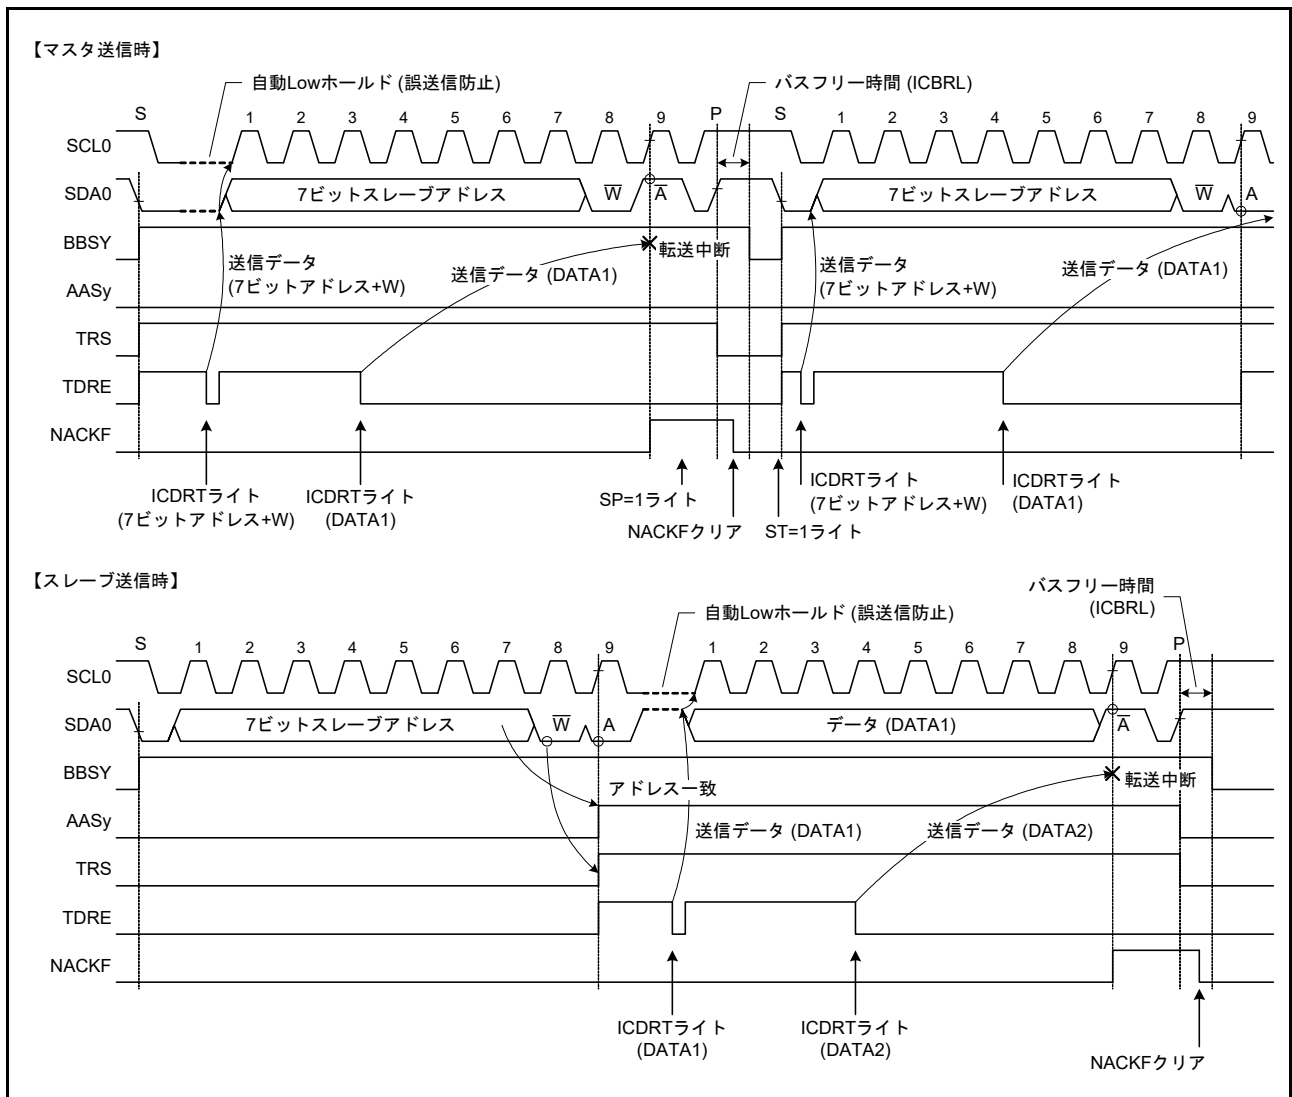 【マスタ送信時】
自動Lowホールド (誤送信防止)
バスフリー時間 (ICBRL)
S 1 2 3 4 5 6 7 8 9 P S 1 2 3 4 5 6 7 8 9
SCL0
SDA0 7ビットスレーブアドレス W̅ A̅ 7ビットスレーブアドレス W̅ A
BBSY 転送中断
送信データ
(7ビットアドレス+W)
送信データ (DATA1)
送信データ
(7ビットアドレス+W)
送信データ (DATA1)
AASy
TRS
TDRE
NACKF
ICDRTライト
(7ビットアドレス+W)
ICDRTライト
(DATA1)
SP=1ライト
NACKFクリア
ST=1ライト
ICDRTライト
(7ビットアドレス+W)
ICDRTライト
(DATA1)
【スレーブ送信時】
自動Lowホールド (誤送信防止)
バスフリー時間
(ICBRL)
S 1 2 3 4 5 6 7 8 9 1 2 3 4 5 6 7 8 9 P
SCL0
SDA0 7ビットスレーブアドレス W̅ A データ (DATA1) A̅
BBSY アドレス一致 転送中断
AASy 送信データ (DATA1) 送信データ (DATA2)
TRS
TDRE
NACKF
ICDRTライト
(DATA1)
ICDRTライト
(DATA2)
NACKFクリア